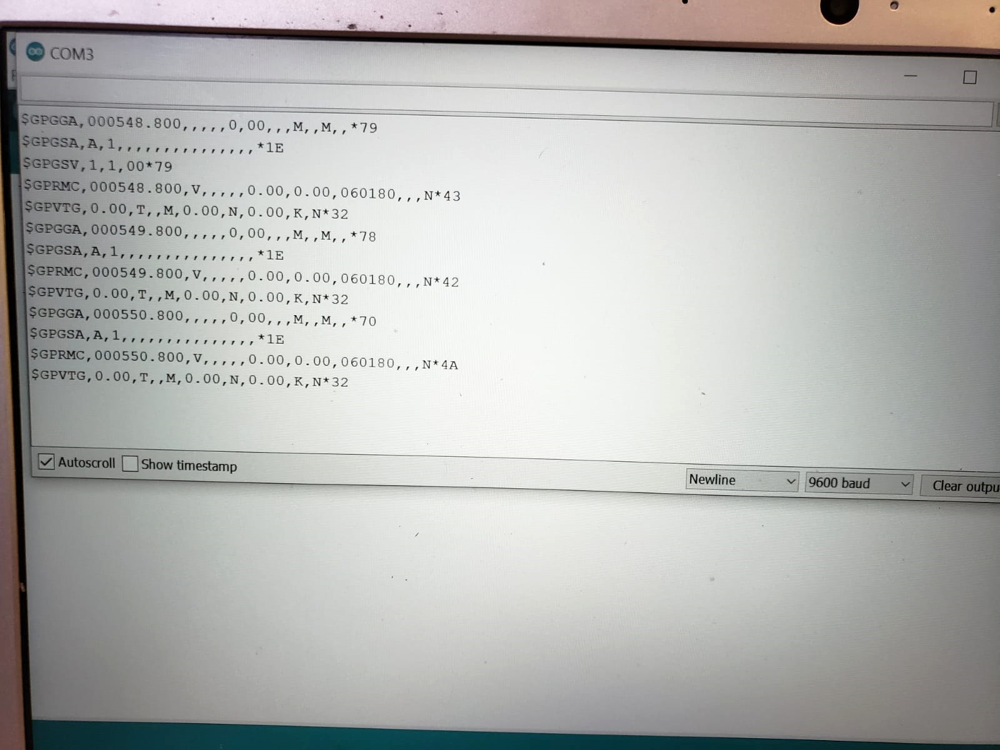 COM3
$GPGGA,000548.800,,,,,0,00,,,M,,M,,*79
$GPGSA,A,1,,,,,,,,,,,,,,,*1E
$GPGSV,1,1,00*79
$GPRMC,000548.800,V,,,,,0.00,0.00,060180,,,N*43
$GPVTG,0.00,T,,M,0.00,N,0.00,K,N*32
$GPGGA,000549.800,,,,,0,00,,,M,,M,,*78
$GPGSA,A,1,,,,,,,,,,,,,,,*1E
$GPRMC,000549.800,V,,,,,0.00,0.00,060180,,,N*42
$GPVTG,0.00,T,,M,0.00,N,0.00,K,N*32
$GPGGA,000550.800,,,,,0,00,,,M,,M,,*70
$GPGSA,A,1,,,,,,,,,,,,,,,*1E
$GPRMC,000550.800,V,,,,,0.00,0.00,060180,,,N*4A
$GPVTG,0.00,T,,M,0.00,N,0.00,K,N*32
Autoscroll Show timestamp Newline 9600 baud Clear outpu